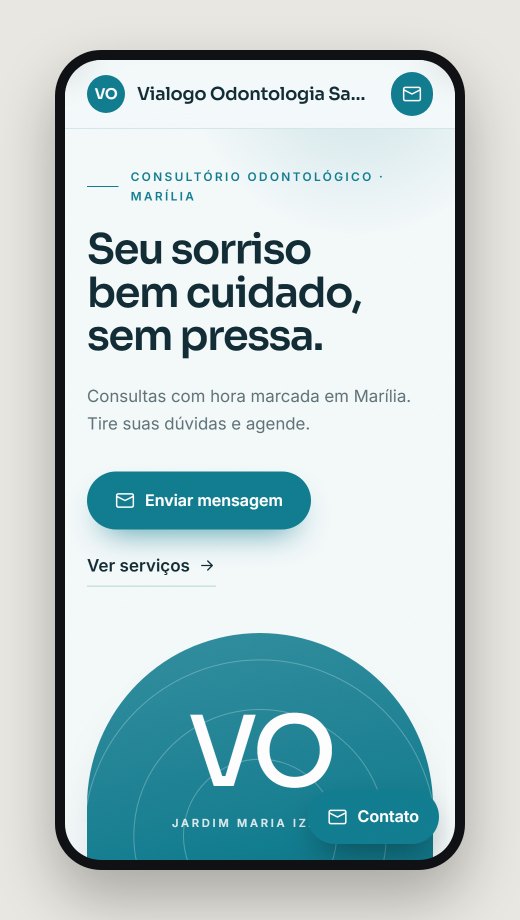 VO
Vialogo Odontologia Sa...
CONSULTÓRIO ODONTOLÓGICO ·
MARÍLIA
Seu sorriso
bem cuidado,
sem pressa.
Consultas com hora marcada em Marília.
Tire suas dúvidas e agende.
Enviar mensagem
Ver serviços →
VO
JARDIM MARIA IZ
Contato